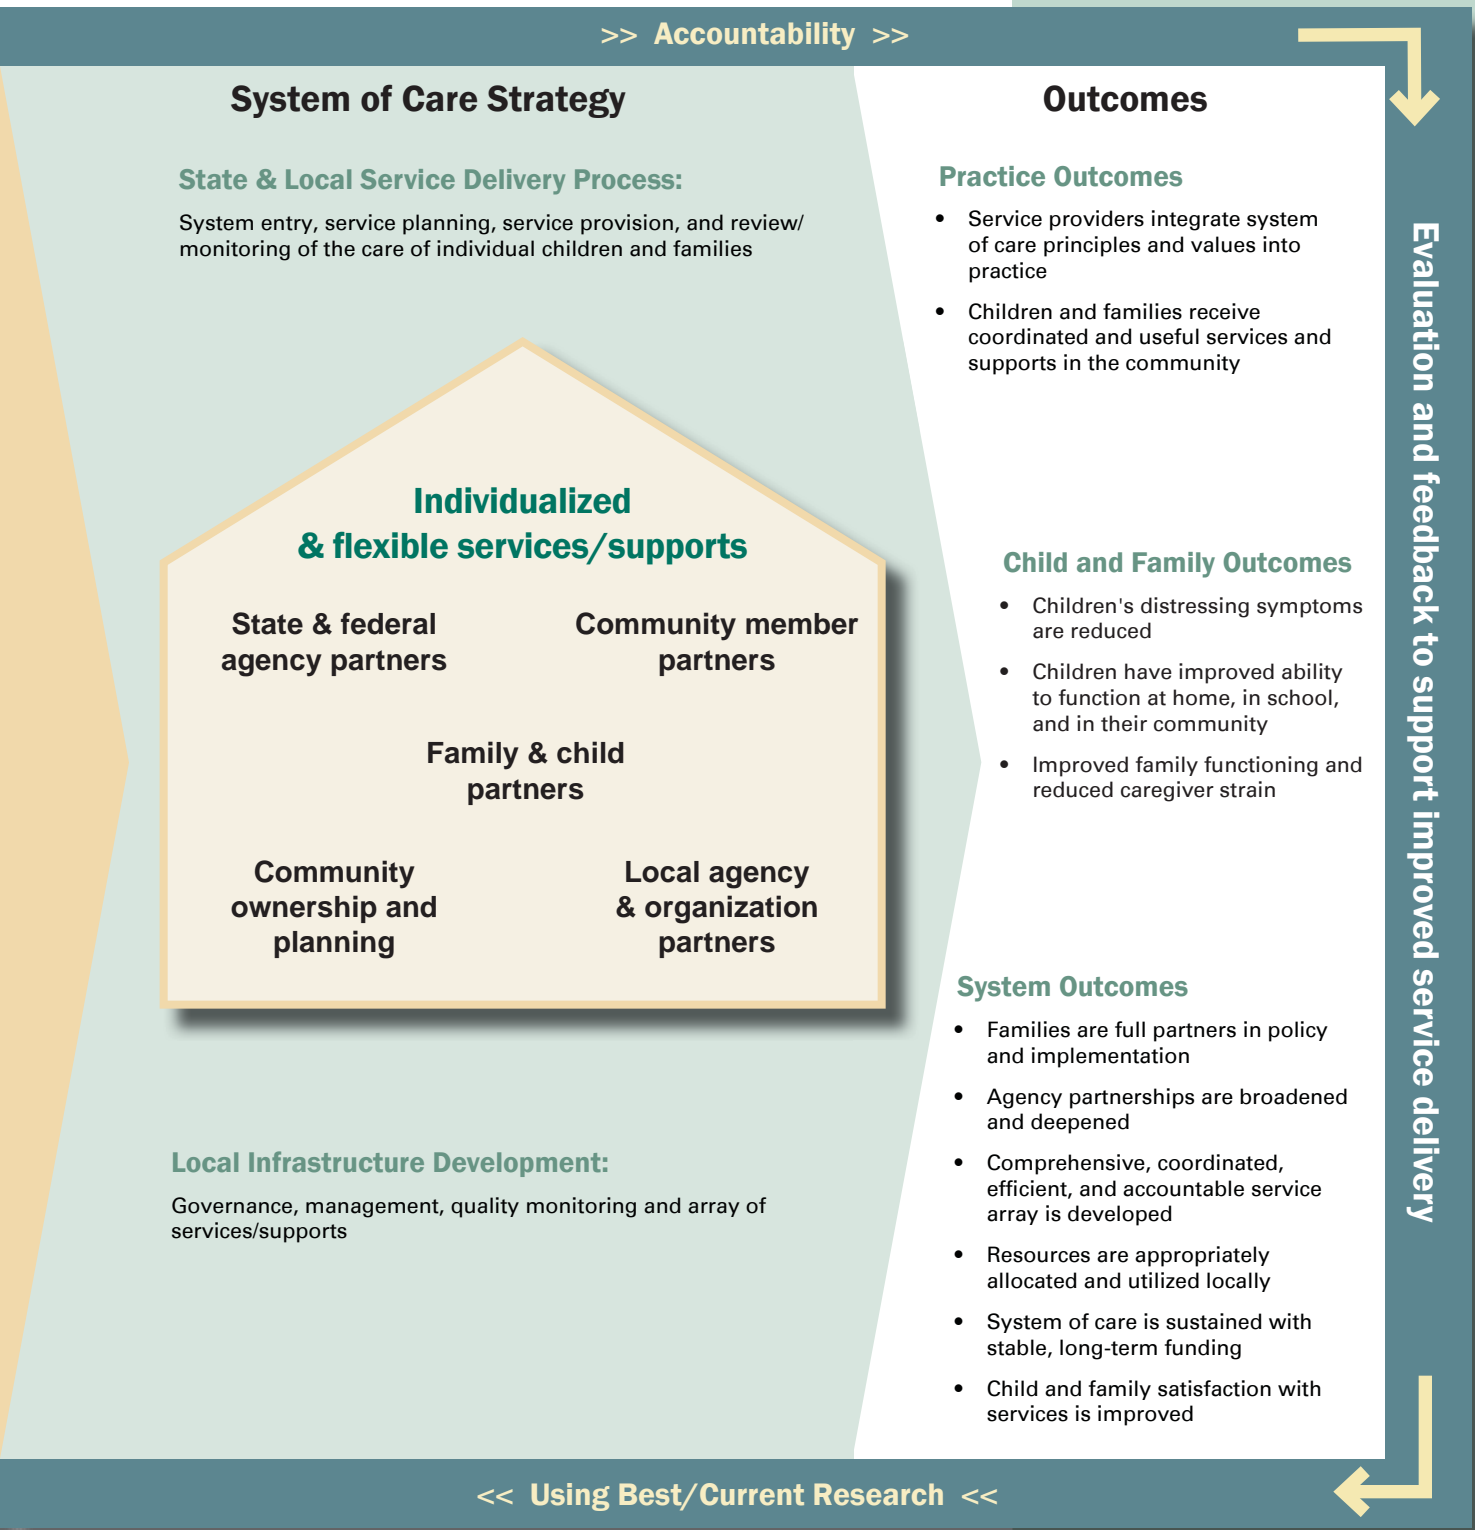 >> Accountability >>
System of Care Strategy
State & Local Service Delivery Process:
System entry, service planning, service provision, and review/
monitoring of the care of individual children and families
Individualized
& flexible services/supports
State & federal
agency partners
Community member
partners
Family & child
partners
Community
ownership and
planning
Local agency
& organization
partners
Local Infrastructure Development:
Governance, management, quality monitoring and array of
services/supports
Outcomes
Practice Outcomes
• Service providers integrate system
of care principles and values into
practice
• Children and families receive
coordinated and useful services and
supports in the community
Child and Family Outcomes
• Children's distressing symptoms
are reduced
• Children have improved ability
to function at home, in school,
and in their community
• Improved family functioning and
reduced caregiver strain
System Outcomes
• Families are full partners in policy
and implementation
• Agency partnerships are broadened
and deepened
• Comprehensive, coordinated,
efficient, and accountable service
array is developed
• Resources are appropriately
allocated and utilized locally
• System of care is sustained with
stable, long-term funding
• Child and family satisfaction with
services is improved
Evaluation and feedback to support improved service delivery
<< Using Best/Current Research <<